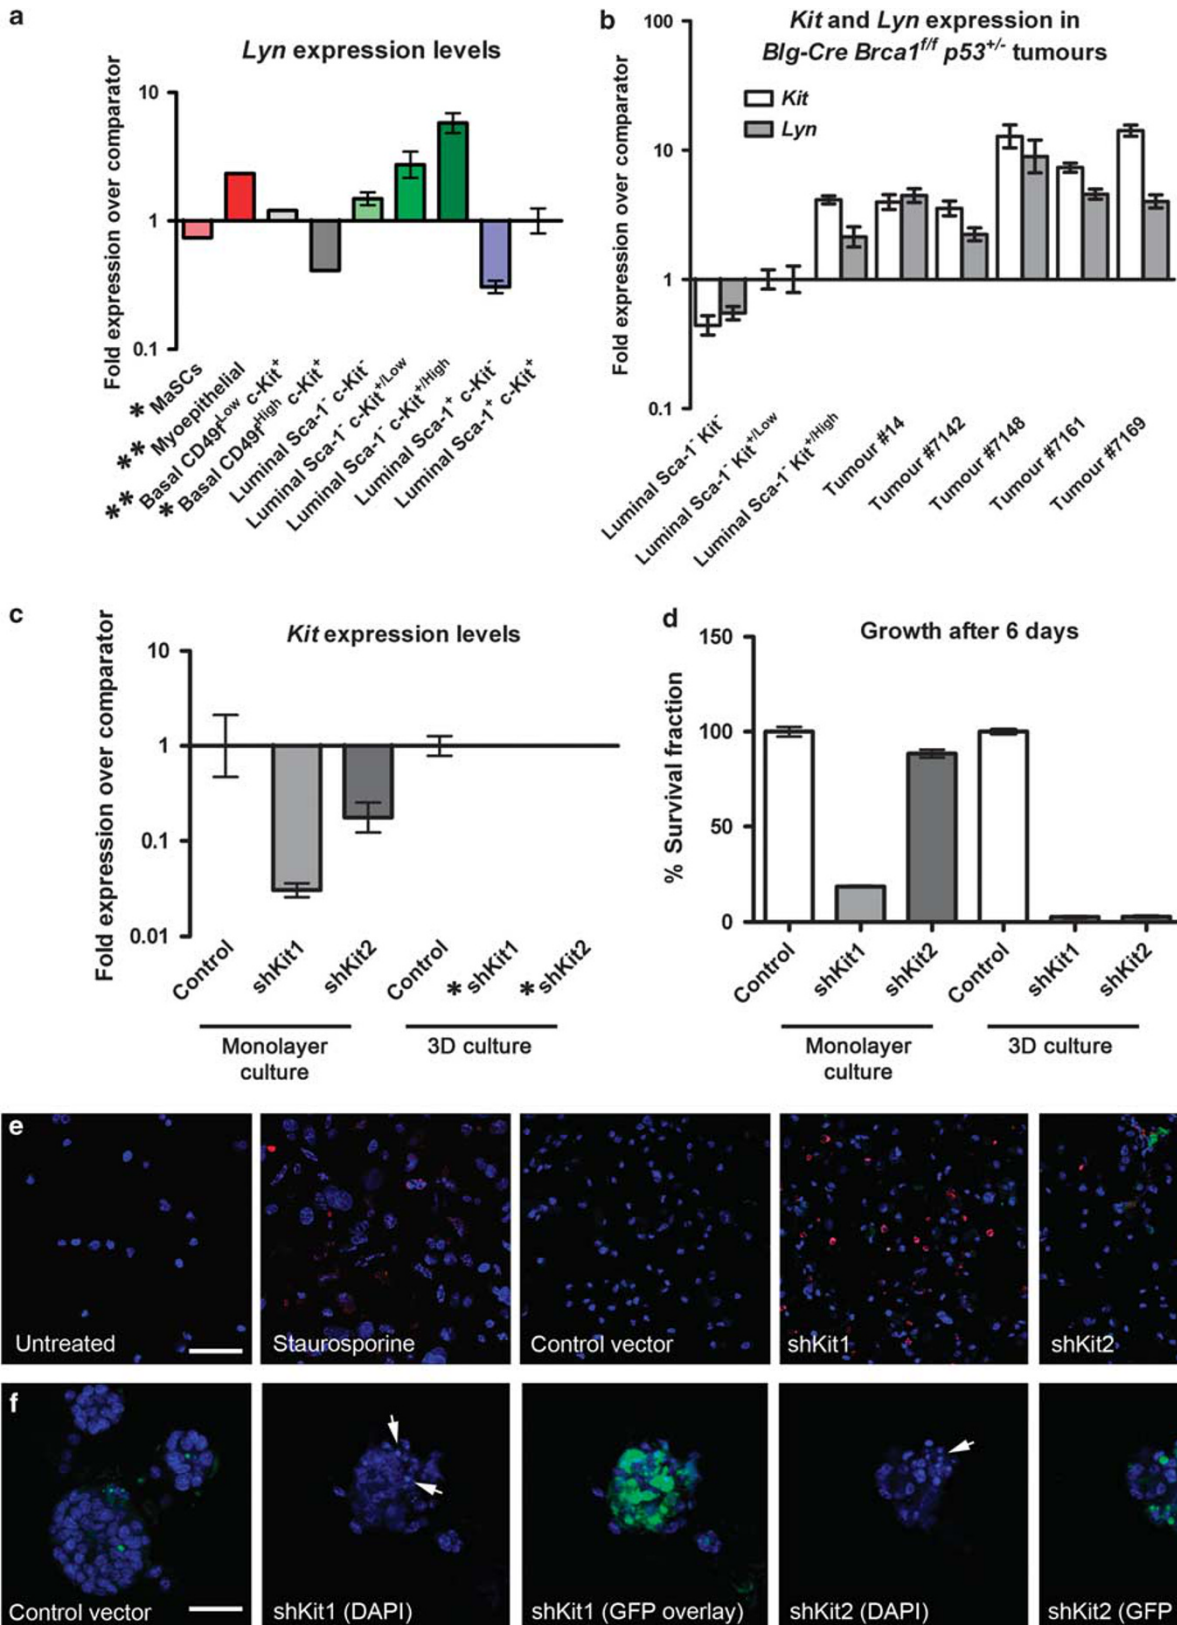 a
Lyn expression levels
Fold expression over comparator
10
1
0.1
* MaSCs
** Myoepithelial
** Basal CD49fLow c-Kit+
* Basal CD49fHigh c-Kit+
Luminal Sca-1- c-Kit-
Luminal Sca-1- c-Kit+/Low
Luminal Sca-1- c-Kit+/High
Luminal Sca-1+ c-Kit-
Luminal Sca-1+ c-Kit+
b
Kit and Lyn expression in
Blg-Cre Brca1f/f p53+/- tumours
Fold expression over comparator
100
10
1
0.1
Kit
Lyn
Luminal Sca-1- Kit-
Luminal Sca-1- Kit+/Low
Luminal Sca-1- Kit+/High
Tumour #14
Tumour #7142
Tumour #7148
Tumour #7161
Tumour #7169
c
Kit expression levels
Fold expression over comparator
10
1
0.1
0.01
Control
shKit1
shKit2
Control
* shKit1
* shKit2
Monolayer
culture
3D culture
d
Growth after 6 days
% Survival fraction
150
100
50
0
Control
shKit1
shKit2
Control
shKit1
shKit2
Monolayer
culture
3D culture
e
Untreated
Staurosporine
Control vector
shKit1
shKit2
f
Control vector
shKit1 (DAPI)
shKit1 (GFP overlay)
shKit2 (DAPI)
shKit2 (GFP